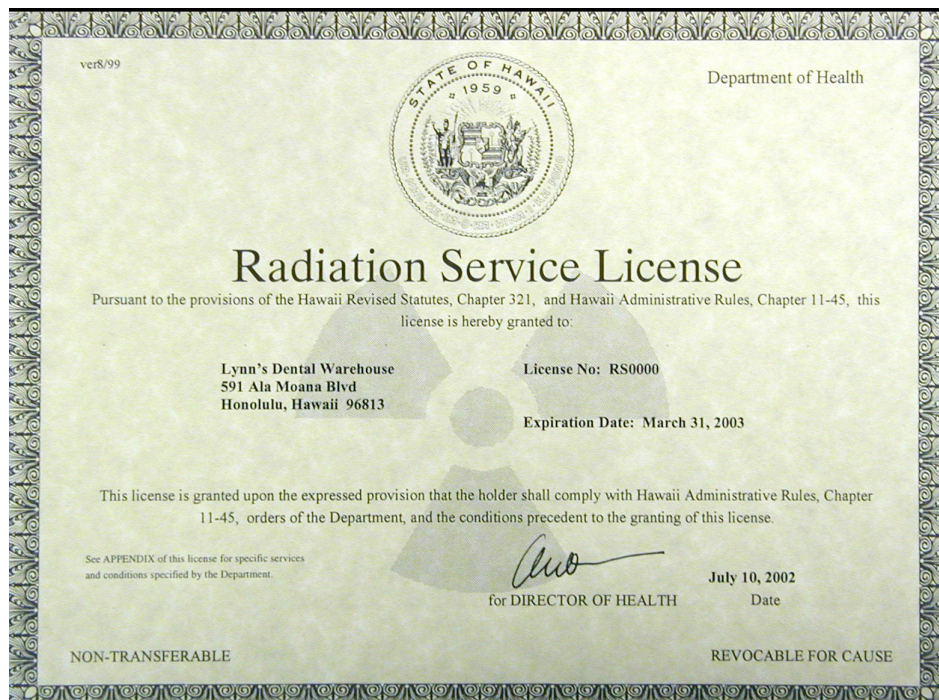 ver8/99
Department of Health
STATE OF HAWAII
1959
Radiation Service License
Pursuant to the provisions of the Hawaii Revised Statutes, Chapter 321, and Hawaii Administrative Rules, Chapter 11-45, this
license is hereby granted to:
Lynn's Dental Warehouse
License No: RS0000
591 Ala Moana Blvd
Honolulu, Hawaii 96813
Expiration Date: March 31, 2003
This license is granted upon the expressed provision that the holder shall comply with Hawaii Administrative Rules, Chapter
11-45, orders of the Department, and the conditions precedent to the granting of this license.
See APPENDIX of this license for specific services
and conditions specified by the Department.
July 10, 2002
for DIRECTOR OF HEALTH
Date
NON-TRANSFERABLE
REVOCABLE FOR CAUSE